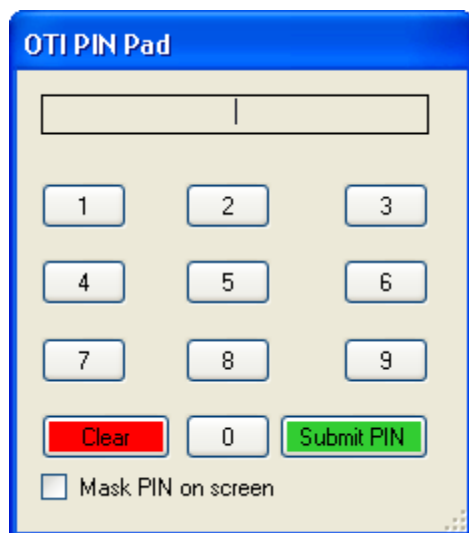 OTI PIN Pad
1 2 3
4 5 6
7 8 9
Clear 0 Submit PIN
Mask PIN on screen